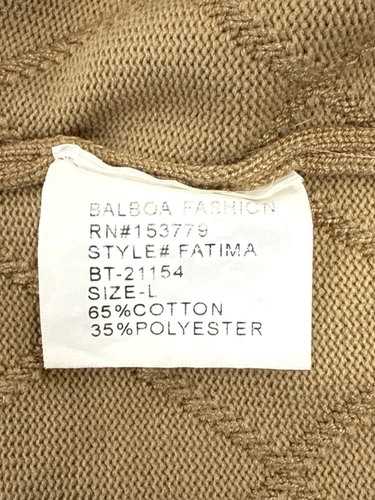 BALBOA FASHION
RN#153779
STYLE# FATIMA
BT-21154
SIZE-L
65%COTTON
35%POLYESTER